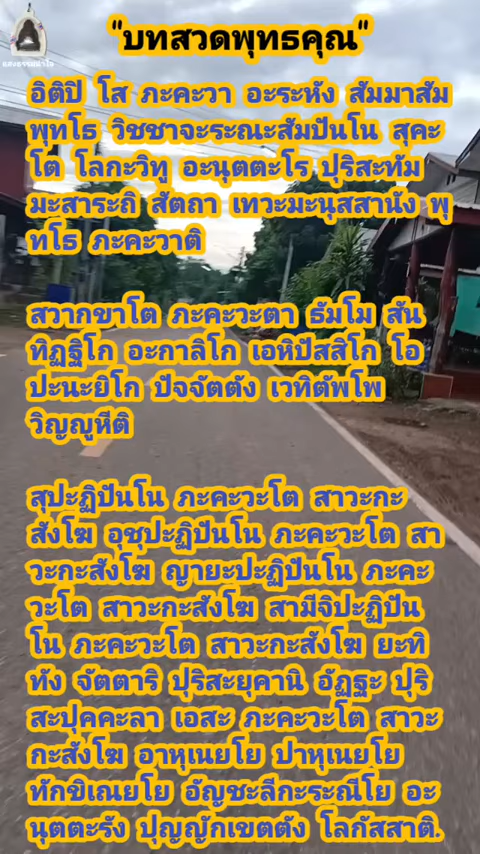 "บทสวดพุทธคุณ"
อิติปิ โส ภะคะวา อะระหัง สัมมาสัม
พุทโธ วิชชาจะระณะสัมปันโน สุคะ
โต โลกะวิทู อะนุตตะโร ปุริสะทัม
มะสาระถิ สัตถา เทวะมะนุสสานัง พุ
ทโธ ภะคะวาติ
สวากขาโต ภะคะวะตา ธัมโม สัน
ทิฏฐิโก อะกาลิโก เอหิปัสสิโก โอ
ปะนะยิโก ปัจจัตตัง เวทิตัพโพ
วิญญูหีติ
สุปะฏิปันโน ภะคะวะโต สาวะกะ
สังโฆ อุชุปะฏิปันโน ภะคะวะโต สา
วะกะสังโฆ ญายะปะฏิปันโน ภะคะ
วะโต สาวะกะสังโฆ สามีจิปะฏิปัน
โน ภะคะวะโต สาวะกะสังโฆ ยะทิ
ทัง จัตตาริ ปุริสะยุคานิ อัฏฐะ ปุริ
สะปุคคะลา เอสะ ภะคะวะโต สาวะ
กะสังโฆ อาหุเนยโย ปาหุเนยโย
ทักขิเณยโย อัญชะลีกะระณีโย อะ
นุตตะรัง ปุญญักเขตตัง โลกัสสาติ.